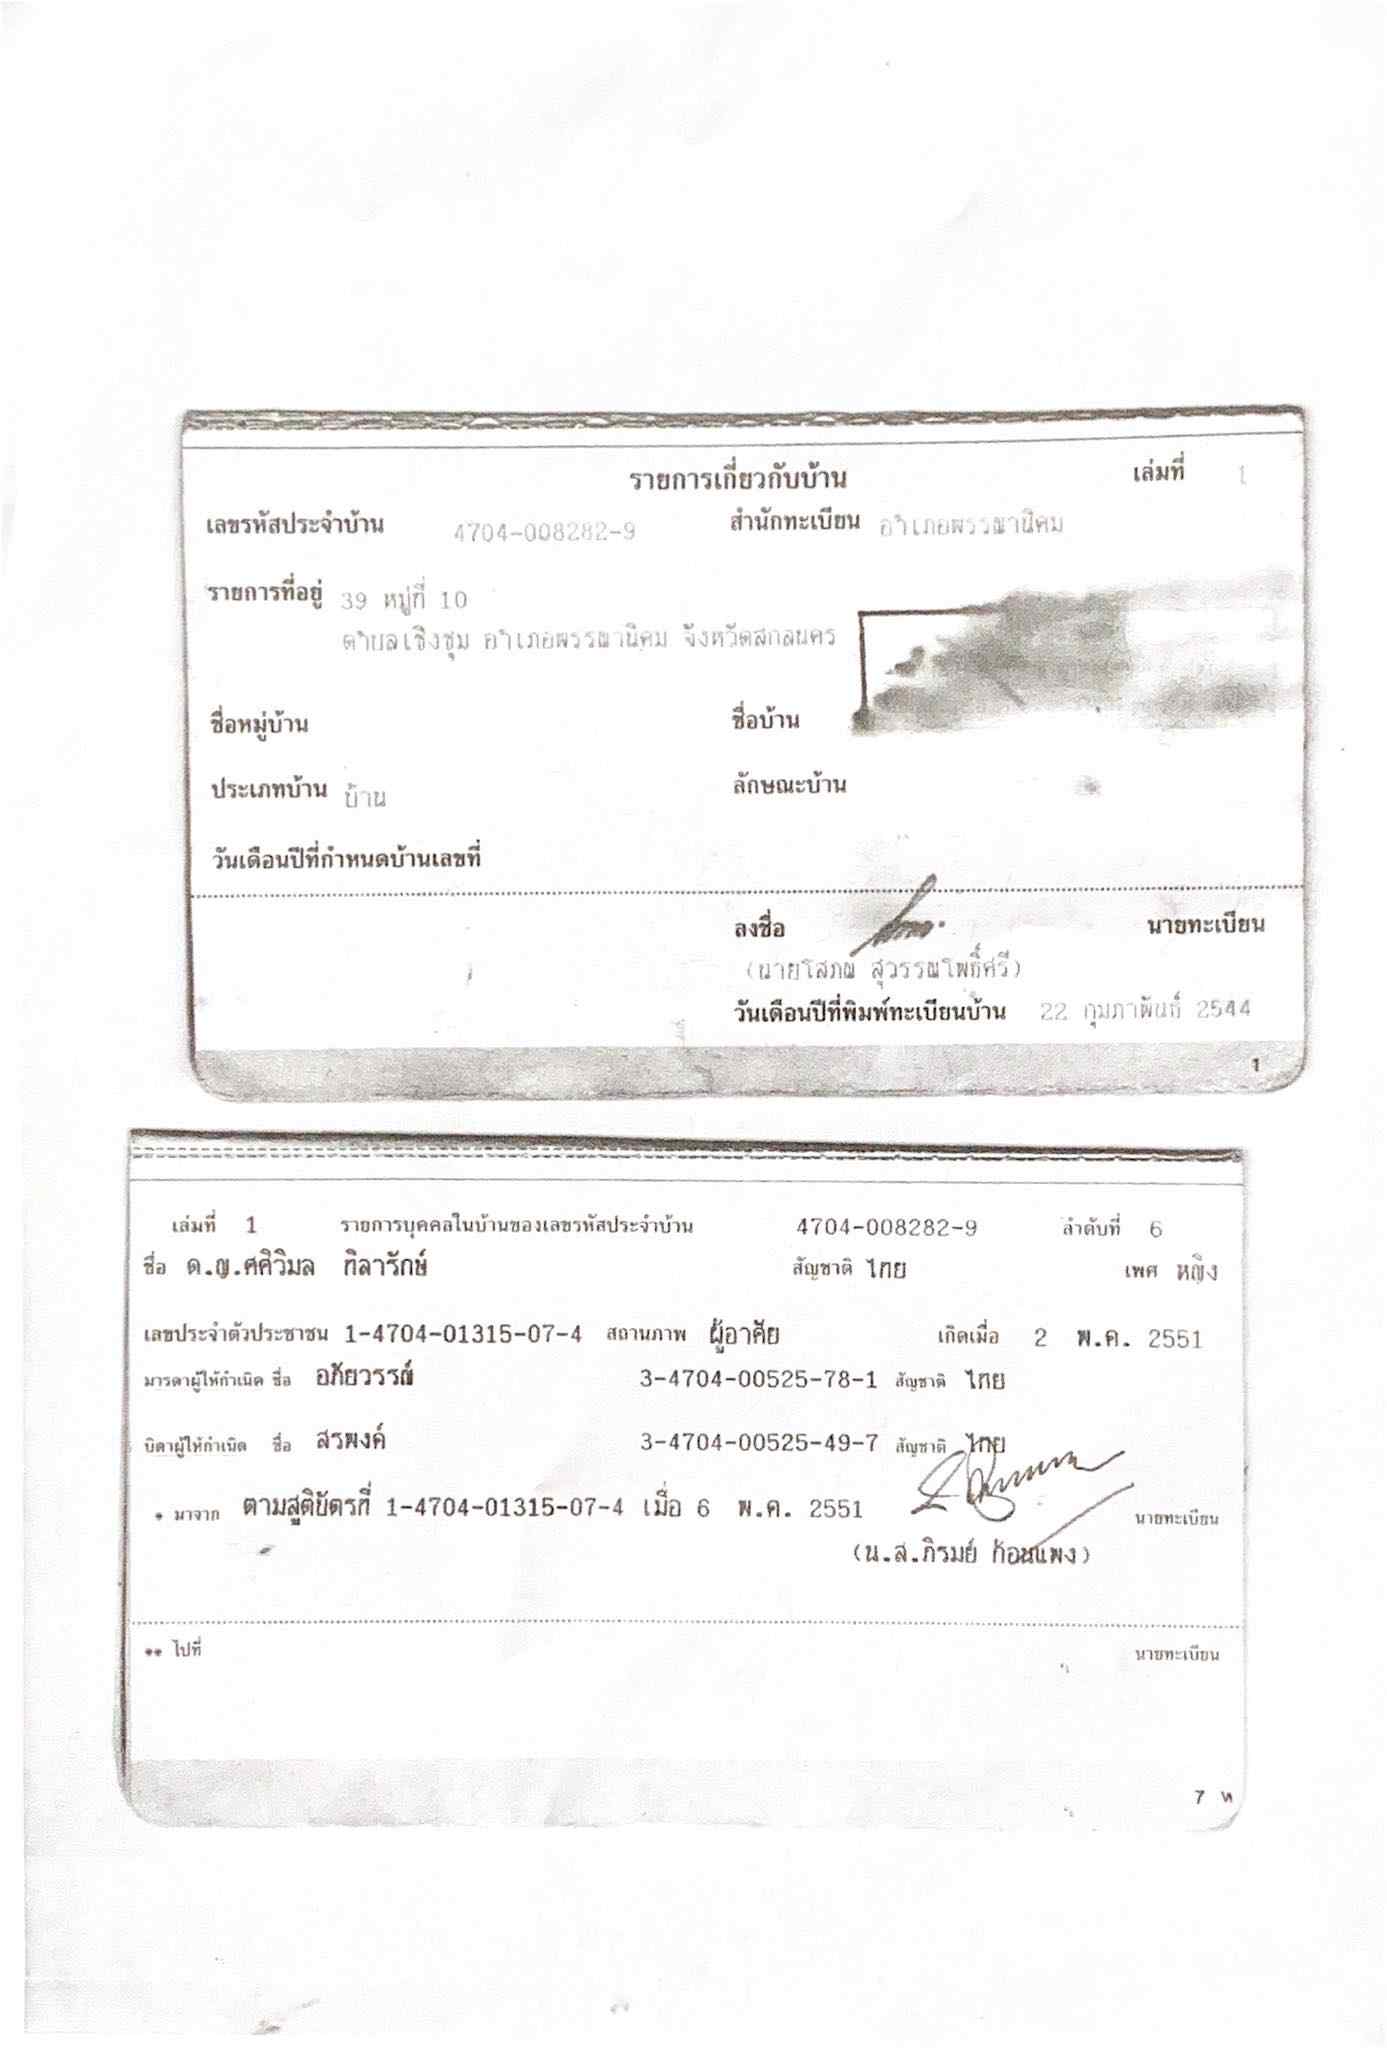 รายการเกี่ยวกับบ้าน เล่มที่ 1
เลขรหัสประจำบ้าน 4704-008282-9 สำนักทะเบียน อำเภอพรรณานิคม
รายการที่อยู่ 39 หมู่ที่ 10
ตำบลเชิงชุม อำเภอพรรณานิคม จังหวัดสกลนคร
ชื่อหมู่บ้าน ชื่อบ้าน
ประเภทบ้าน บ้าน ลักษณะบ้าน
วันเดือนปีที่กำหนดบ้านเลขที่
ลงชื่อ นายทะเบียน
(นายโสภณ สุวรรณโพธิ์ศรี)
วันเดือนปีที่พิมพ์ทะเบียนบ้าน 22 กุมภาพันธ์ 2544
1
เล่มที่ 1 รายการบุคคลในบ้านของเลขรหัสประจำบ้าน 4704-008282-9 ลำดับที่ 6
ชื่อ ด.ญ.ศศิวิมล ทิลารักษ์ สัญชาติ ไทย เพศ หญิง
เลขประจำตัวประชาชน 1-4704-01315-07-4 สถานภาพ ผู้อาศัย เกิดเมื่อ 2 พ.ค. 2551
มารดาผู้ให้กำเนิด ชื่อ อภัยวรรณ์ 3-4704-00525-78-1 สัญชาติ ไทย
บิดาผู้ให้กำเนิด ชื่อ สรพงค์ 3-4704-00525-49-7 สัญชาติ ไทย
* มาจาก ตามสูติบัตรที่ 1-4704-01315-07-4 เมื่อ 6 พ.ค. 2551 นายทะเบียน
(น.ส.ภิรมย์ ก้อนแพง)
** ไปที่ นายทะเบียน
7